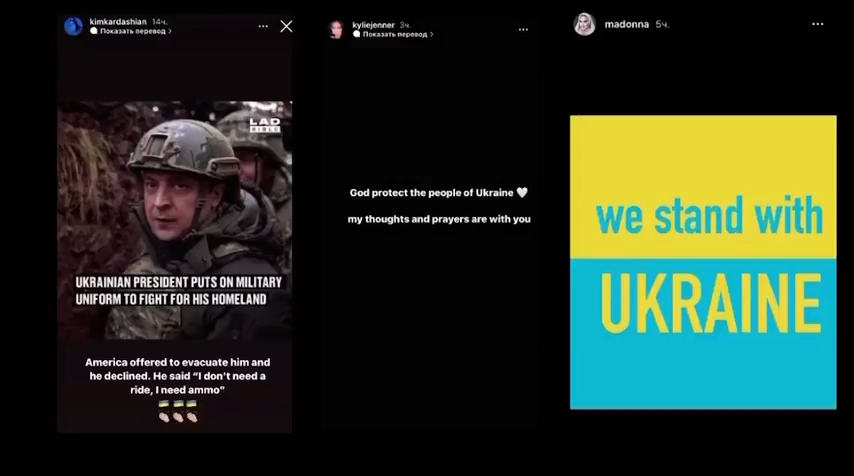 kimkardashian 14ч.
Показать перевод
LAD
BIBLE
UKRAINIAN PRESIDENT PUTS ON MILITARY
UNIFORM TO FIGHT FOR HIS HOMELAND
America offered to evacuate him and
he declined. He said “I don't need a
ride, I need ammo”
kyliejenner 3ч.
Показать перевод
God protect the people of Ukraine 🤍
my thoughts and prayers are with you
madonna 5ч.
we stand with
UKRAINE